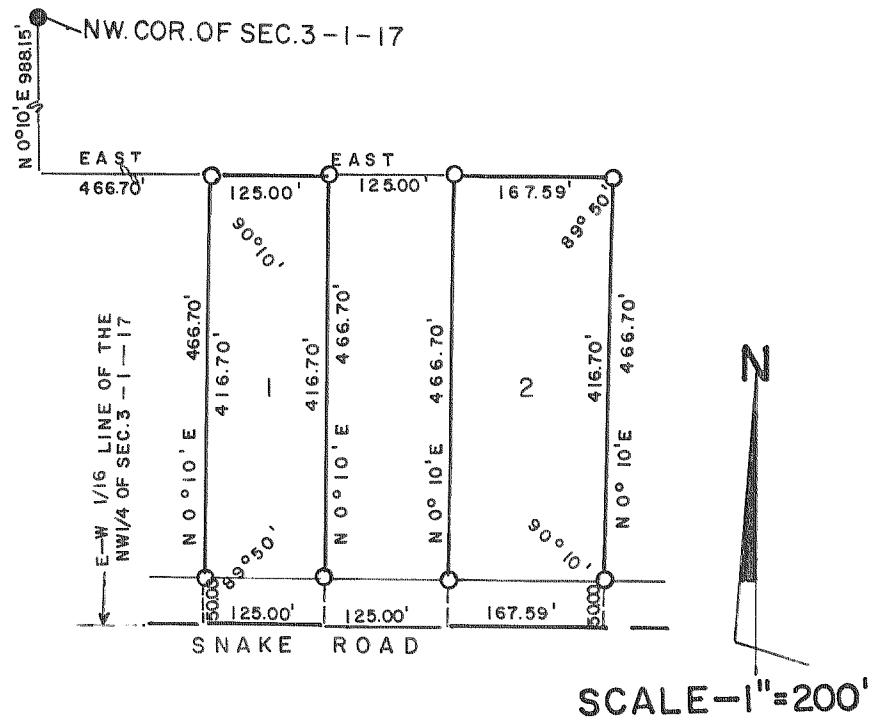 NW. COR. OF SEC. 3-1-17
N 0°10' E 988.15'
EAST
466.70'
EAST
125.00'
125.00'
167.59'
90°10'
89°50'
466.70'
416.70'
N 0°10' E
1
416.70'
466.70'
N 0°10' E
466.70'
N 0° 10' E
2
416.70'
466.70'
N 0° 10' E
E-W 1/16 LINE OF THE
NW1/4 OF SEC. 3-1-17
89°50'
90°10'
50.00
125.00'
125.00'
167.59'
50.00
SNAKE ROAD
N
SCALE-1"=200'